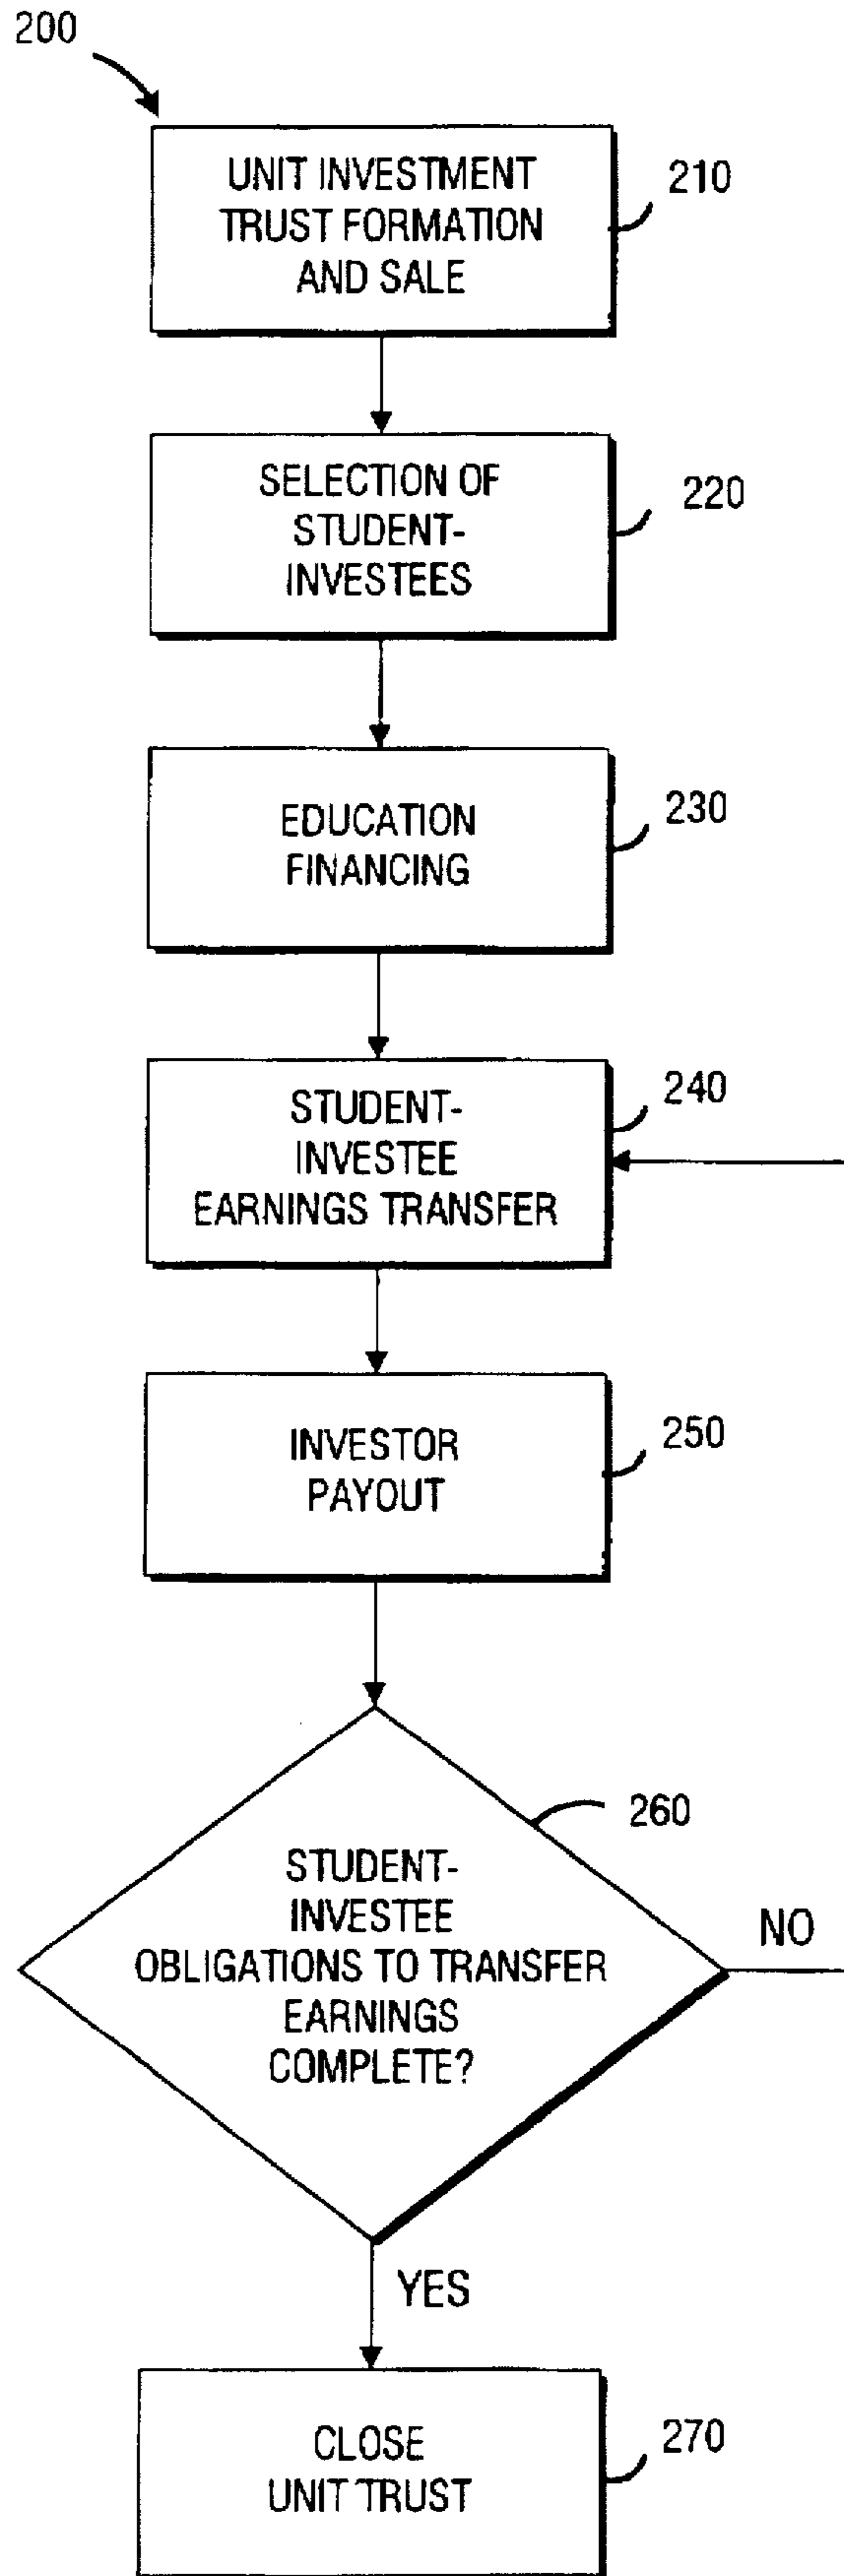 200
UNIT INVESTMENT
TRUST FORMATION
AND SALE
210
SELECTION OF
STUDENT-
INVESTEES
220
EDUCATION
FINANCING
230
STUDENT-
INVESTEE
EARNINGS TRANSFER
240
INVESTOR
PAYOUT
250
STUDENT-
INVESTEE
OBLIGATIONS TO TRANSFER
EARNINGS
COMPLETE?
260
NO
YES
CLOSE
UNIT TRUST
270